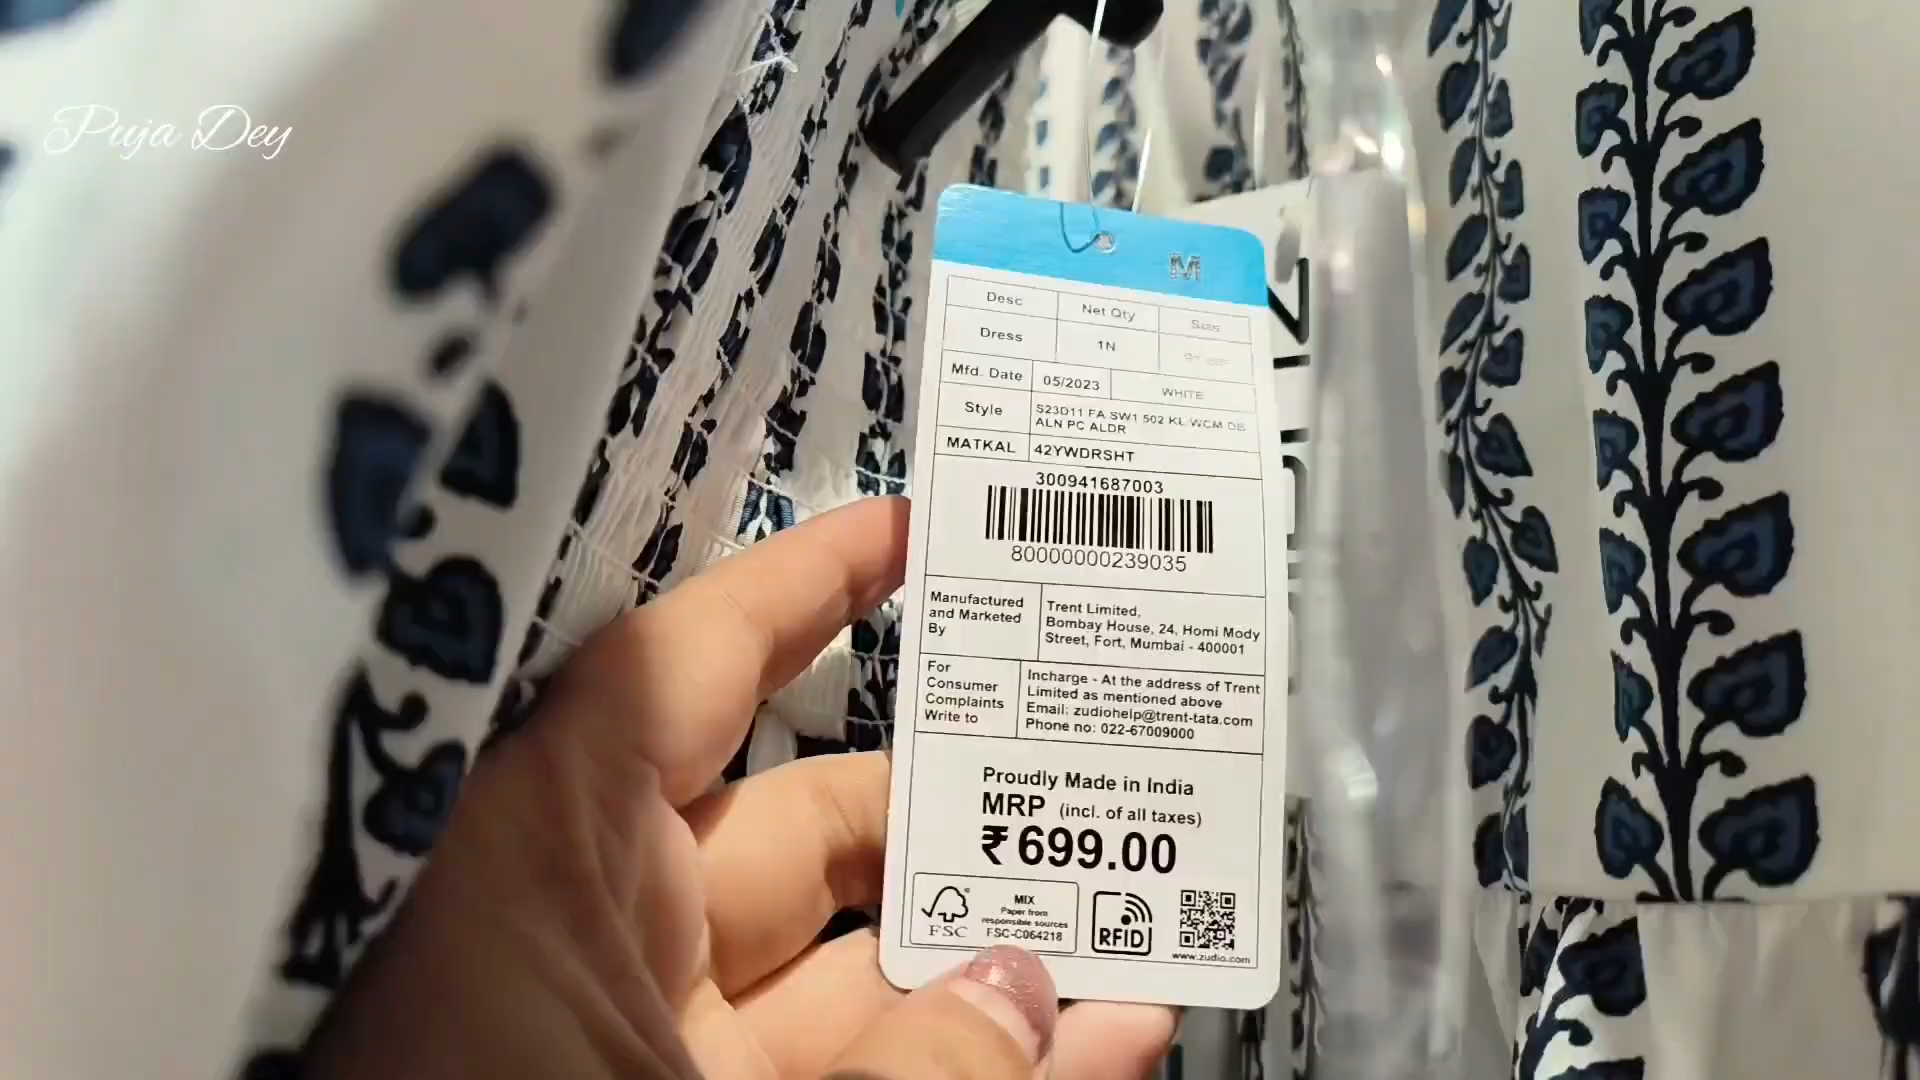 Puja Dey
M
Desc
Net Qty
Size
Dress
1N
Mfd. Date
05/2023
WHITE
Style
S23D11 FA SW1 502 KL WCM DB
ALN PC ALDR
MATKAL
42YWDRSHT
300941687003
80000000239035
Manufactured
and Marketed
By
Trent Limited,
Bombay House, 24, Homi Mody
Street, Fort, Mumbai - 400001
For
Consumer
Complaints
Write to
Incharge - At the address of Trent
Limited as mentioned above
Email: zudiohelp@trent-tata.com
Phone no: 022-67009000
Proudly Made in India
MRP (incl. of all taxes)
₹699.00
FSC
MIX
Paper from
responsible sources
FSC-C064218
RFID
www.zudio.com